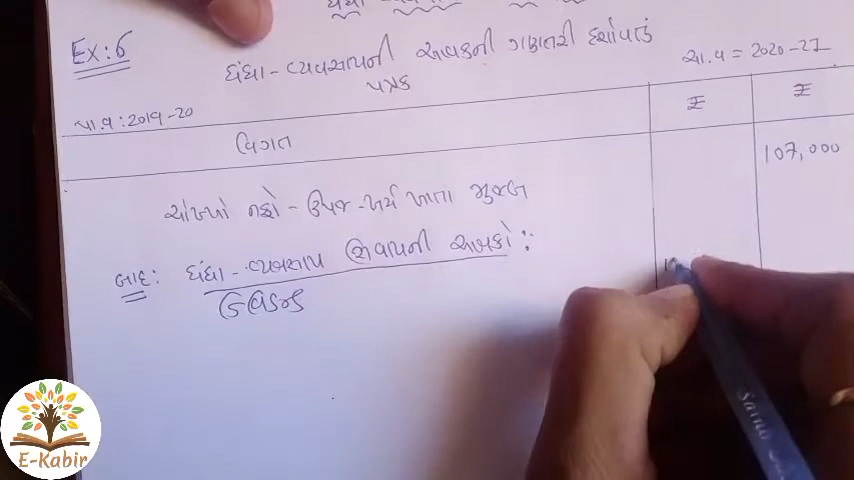 Ex:6
ધંધા-વ્યવસાયની આવકની ગણતરી દર્શાવતું
પત્રક
આ.વ = 2020-21
પા.વ:2019-20
વિગત ₹ ₹
ચોખ્ખો નફો - ઉપજ-ખર્ચ ખાતા મુજબ 107,000
બાદ: ધંધા-વ્યવસાય સિવાયની આવકો:
ડિવિડન્ડ
E-Kabir